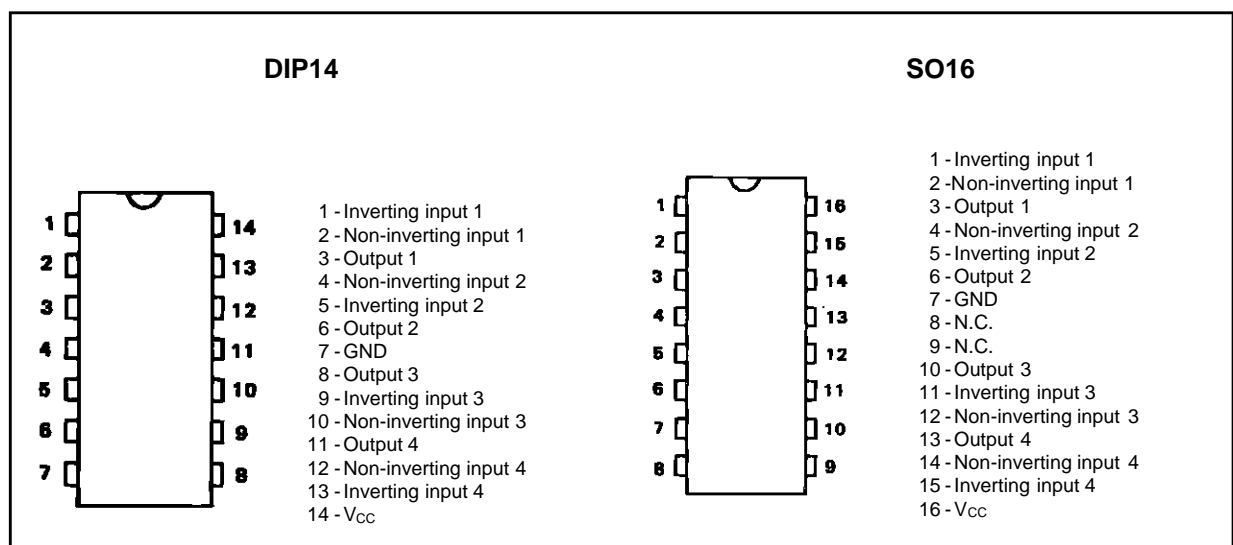 DIP14
1
2
3
4
5
6
7
14
13
12
11
10
9
8
1 - Inverting input 1
2 - Non-inverting input 1
3 - Output 1
4 - Non-inverting input 2
5 - Inverting input 2
6 - Output 2
7 - GND
8 - Output 3
9 - Inverting input 3
10 - Non-inverting input 3
11 - Output 4
12 - Non-inverting input 4
13 - Inverting input 4
14 - VCC
SO16
1
2
3
4
5
6
7
8
16
15
14
13
12
11
10
9
1 - Inverting input 1
2 - Non-inverting input 1
3 - Output 1
4 - Non-inverting input 2
5 - Inverting input 2
6 - Output 2
7 - GND
8 - N.C.
9 - N.C.
10 - Output 3
11 - Inverting input 3
12 - Non-inverting input 3
13 - Output 4
14 - Non-inverting input 4
15 - Inverting input 4
16 - VCC